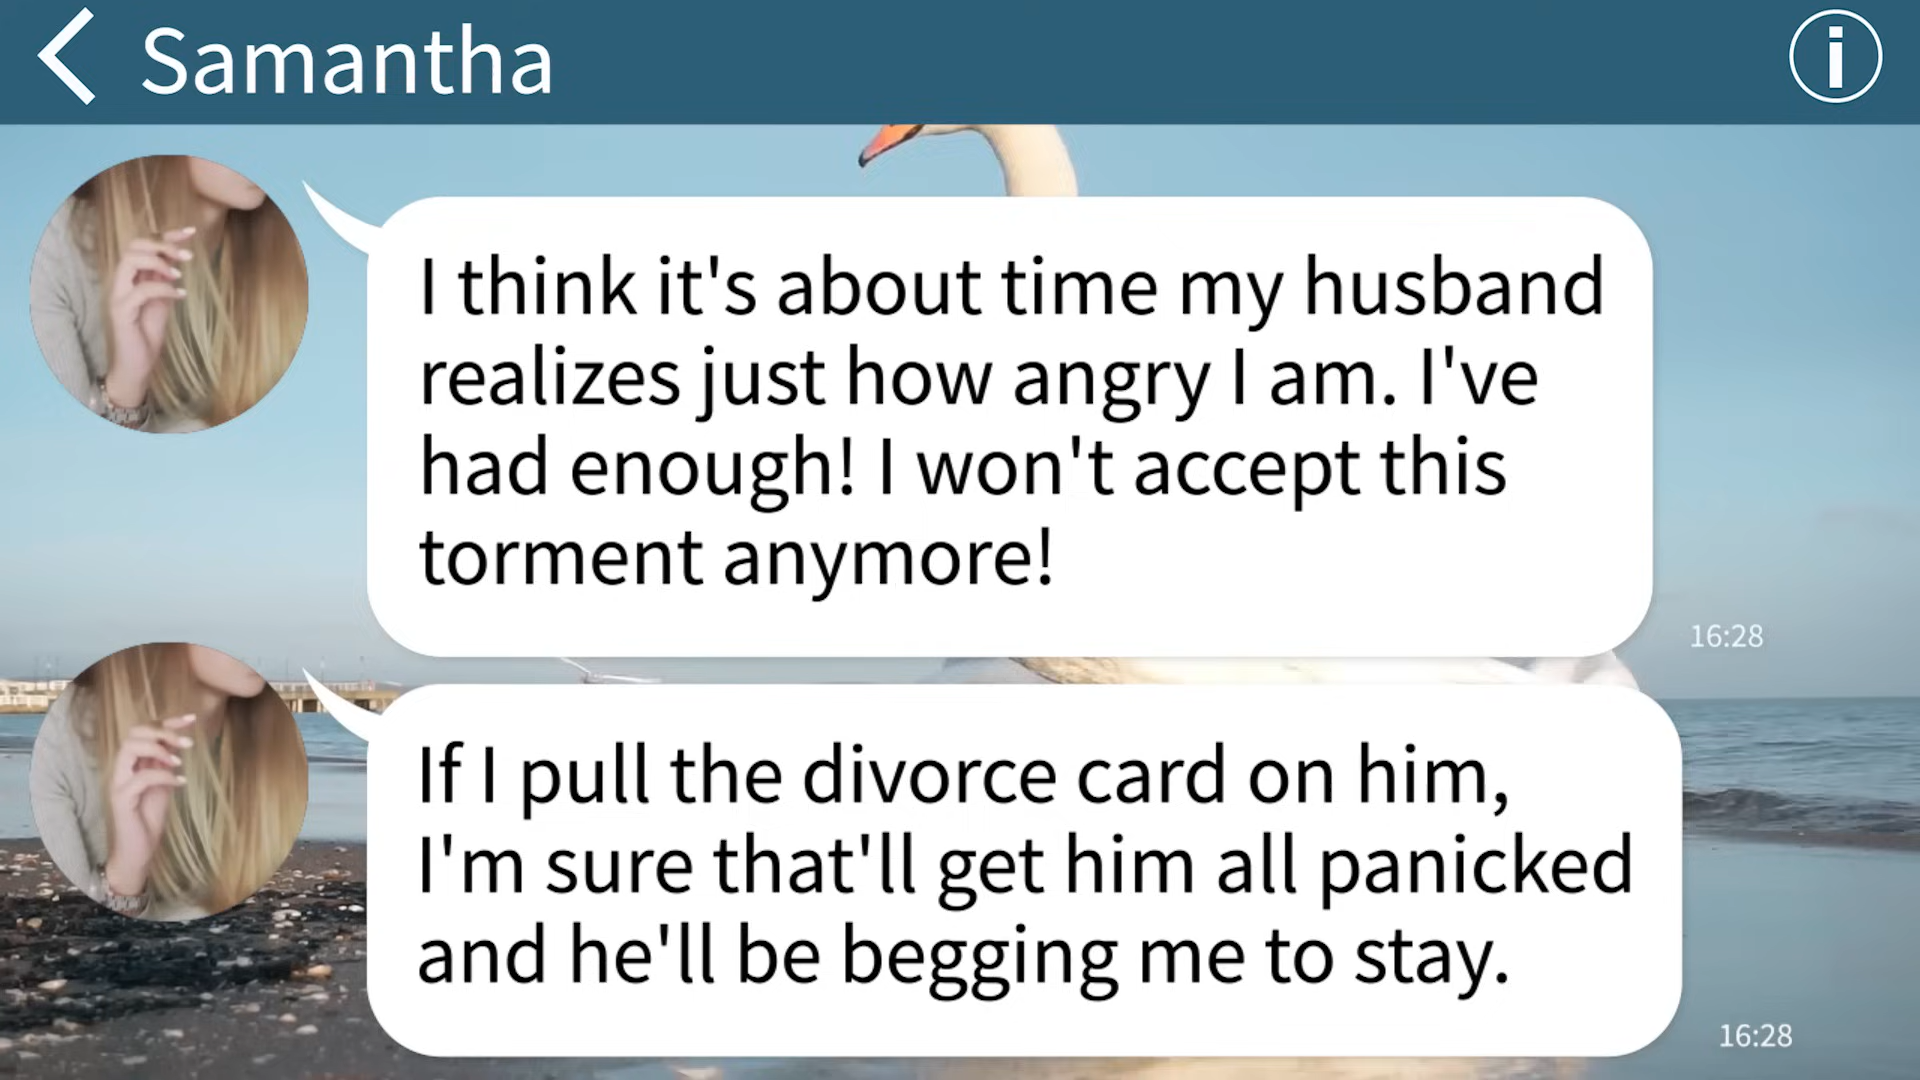 Samantha
I think it's about time my husband
realizes just how angry I am. I've
had enough! I won't accept this
torment anymore!
16:28
If I pull the divorce card on him,
I'm sure that'll get him all panicked
and he'll be begging me to stay.
16:28